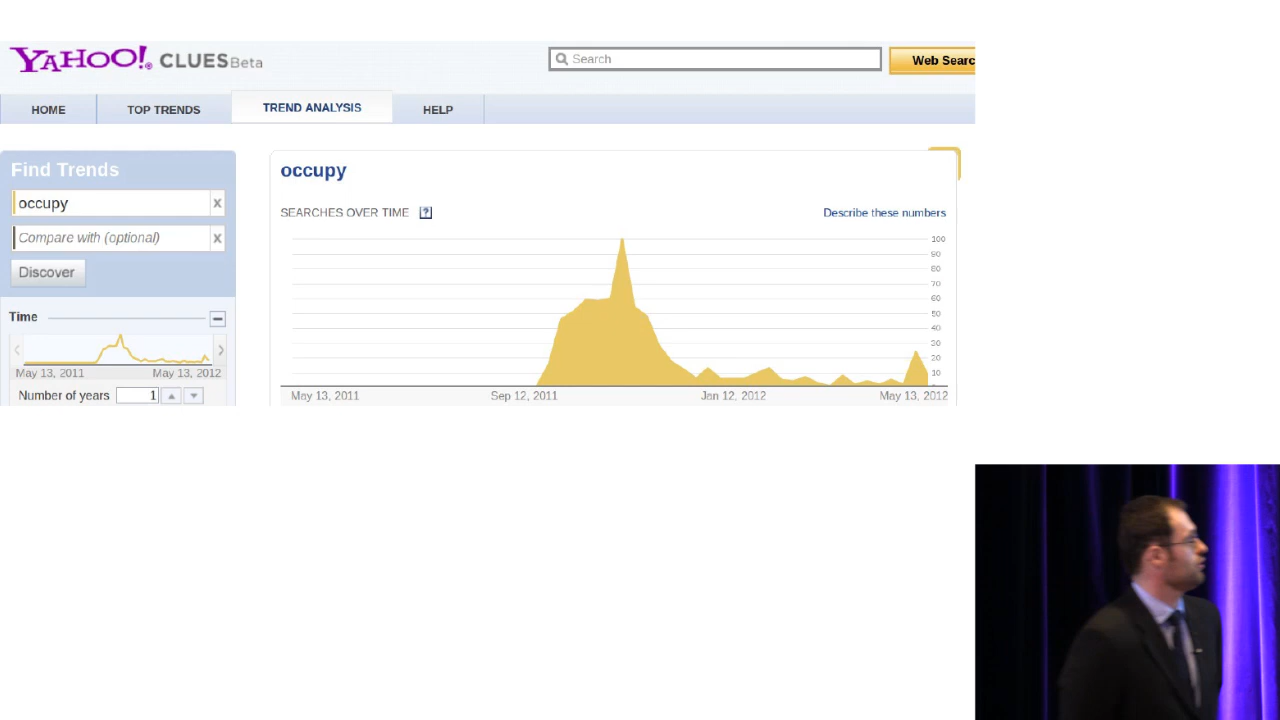 YAHOO!® CLUES Beta
Search
Web Searc
HOME TOP TRENDS TREND ANALYSIS HELP
Find Trends
occupy x
Compare with (optional) x
Discover
Time
May 13, 2011 May 13, 2012
Number of years 1
occupy
SEARCHES OVER TIME ?
Describe these numbers
100
90
80
70
60
50
40
30
20
10
May 13, 2011 Sep 12, 2011 Jan 12, 2012 May 13, 2012